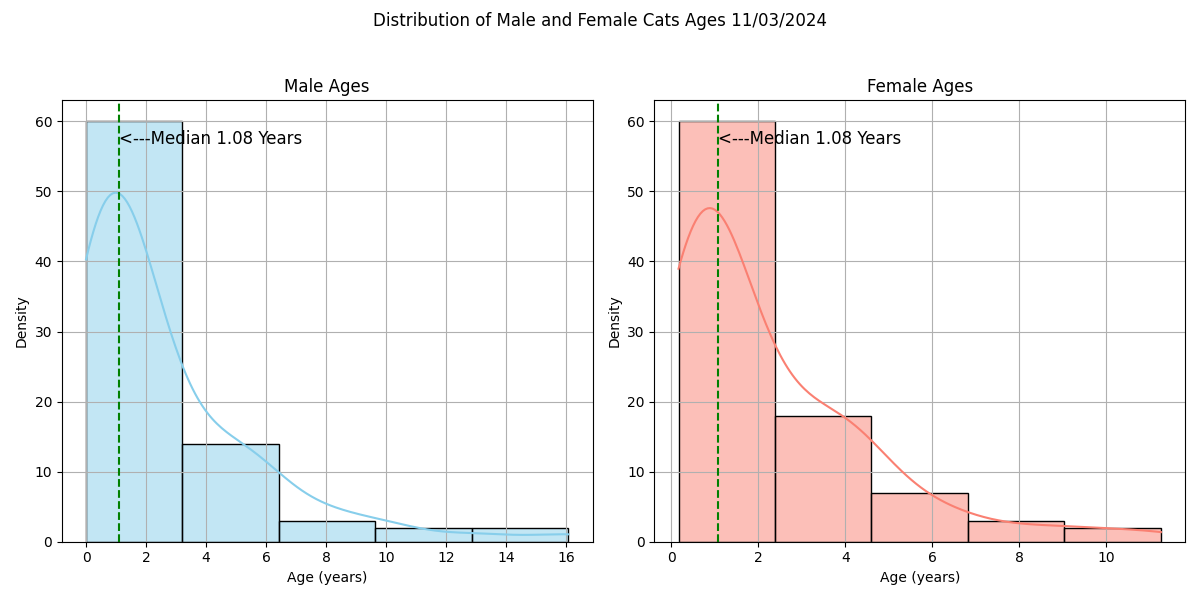 Distribution of Male and Female Cats Ages 11/03/2024
Male Ages
60
50
40
30
20
10
0
Density
<---Median 1.08 Years
0 2 4 6 8 10 12 14 16
Age (years)
Female Ages
60
50
40
30
20
10
0
Density
<---Median 1.08 Years
0 2 4 6 8 10
Age (years)